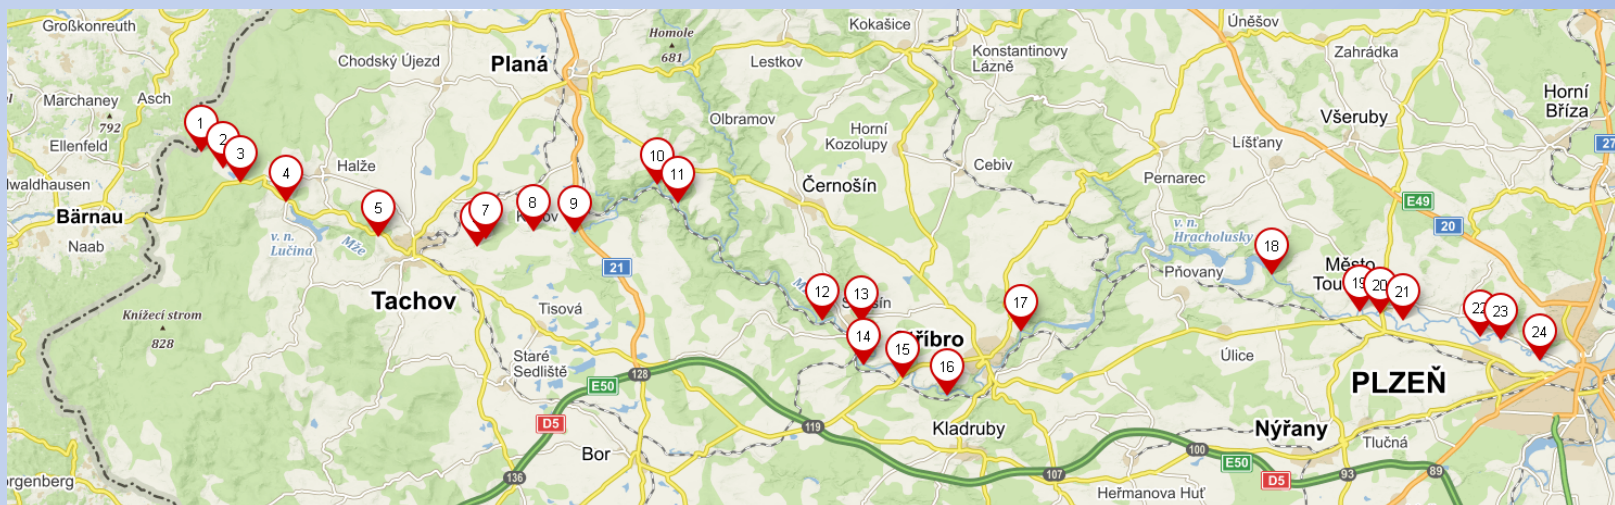 Großkonreuth
Kokašice
Úněšov
Homole
681
Konstantinovy
Lázně
Zahrádka
Chodský Újezd
Planá
Lestkov
Horní
Bříza
Marchaney
Asch
792
Olbramov
Všeruby
1
Horní
Kozolupy
Líšťany
27
2
Ellenfeld
3
Halže
10
Cebiv
4
11
Černošín
Pernarec
E49
5
7
8
9
Bärnau
20
v. n.
Hracholusky
18
Naab
v. n.
Lučina
Mže
21
Pňovany
Město
19
20
21
Tachov
12
13
17
22
23
Knížecí strom
828
Tisová
14
24
15
16
Staré
Sedliště
Úlice
128
E50
PLZEŇ
D5
119
Kladruby
Nýřany
Tlučná
Bor
100
E50
136
107
D5
93
89
Heřmanova Huť